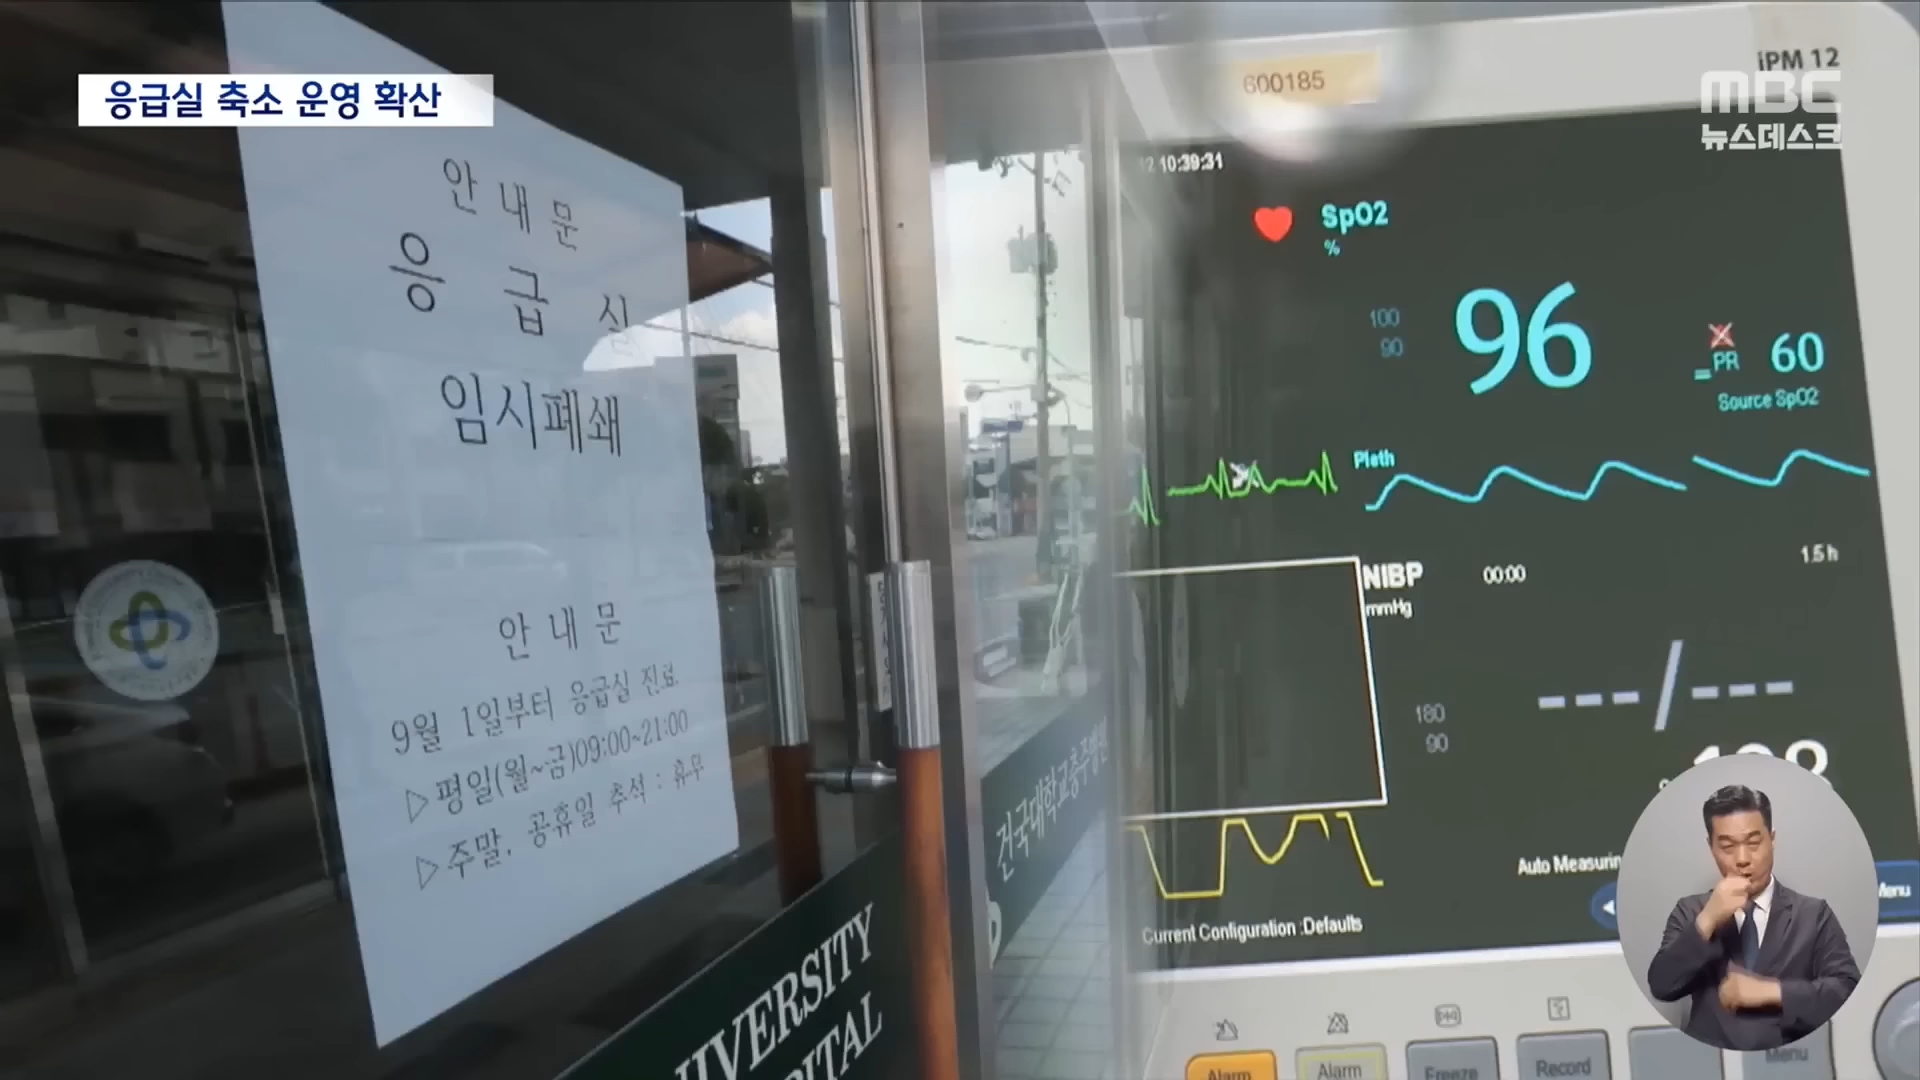 응급실 축소 운영 확산
MBC
뉴스데스크
안내문
응급실
임시폐쇄
안내문
9월 1일부터 응급실 진료
▷평일(월~금)09:00~21:00
▷주말, 공휴일 추석 : 휴무
건국대학교충주병원
iPM 12
600185
12 10:39:31
SpO2
%
100
90
96
PR 60
Source SpO2
Pleth
NIBP 00:00 1.5 h
mmHg
180
90
---/---
Auto Measurin
Current Configuration :Defaults
Menu
Alarm
Alarm
Freeze
Record
Menu